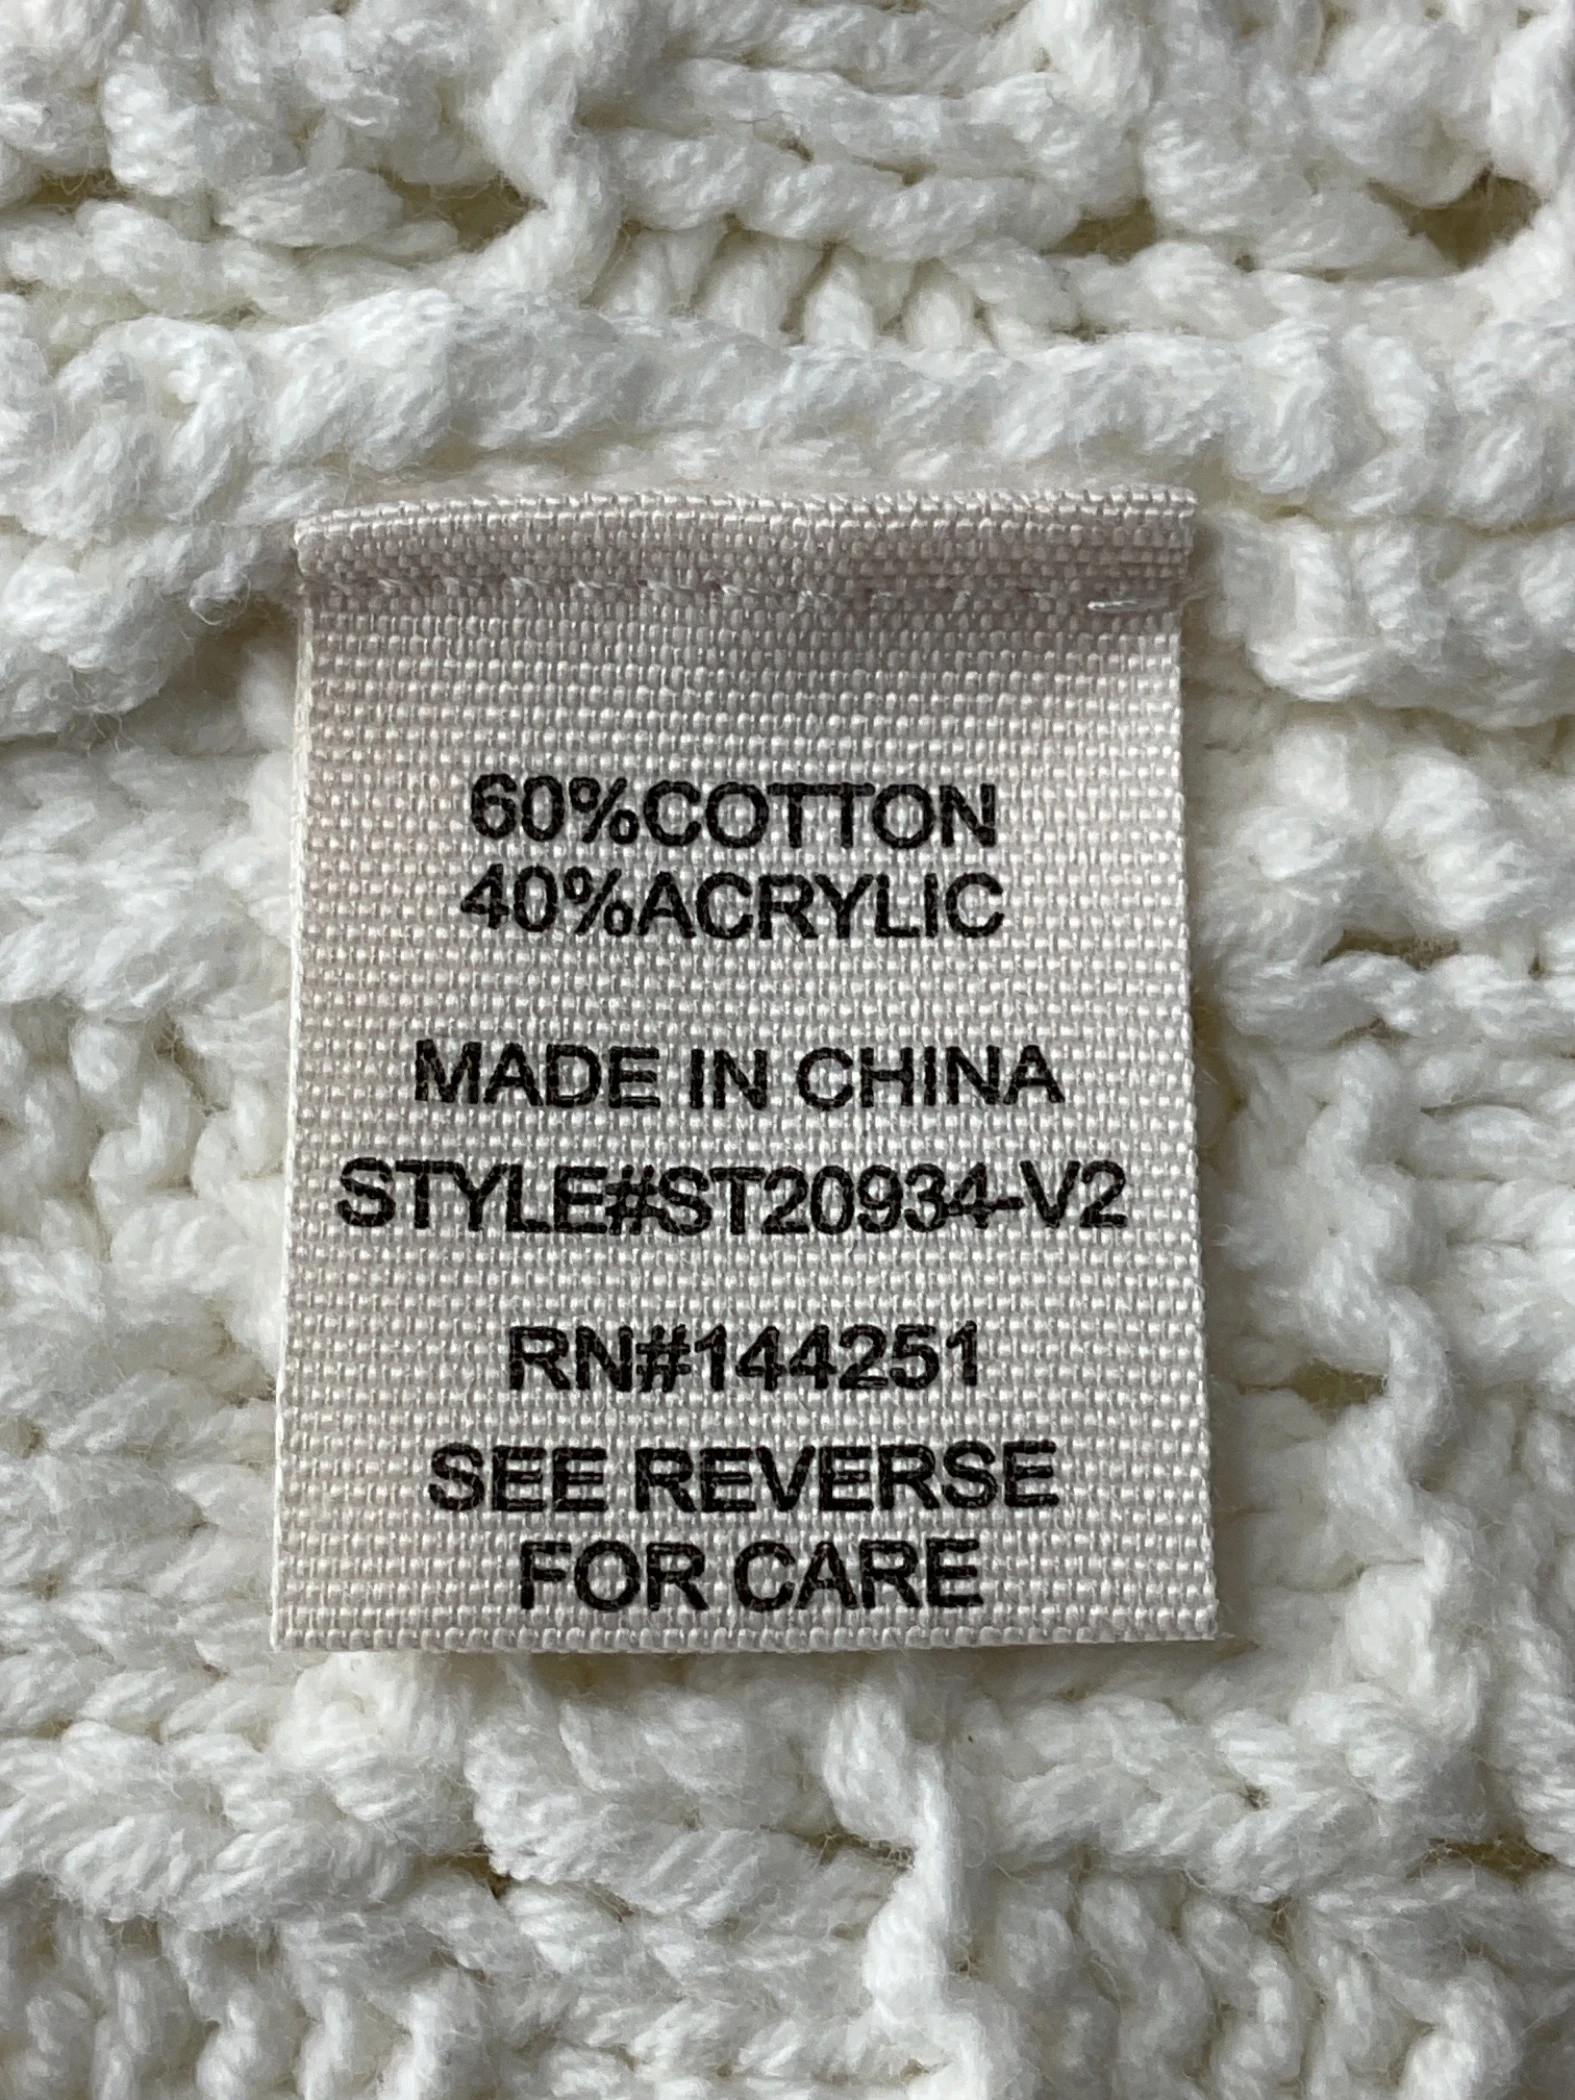 60%COTTON
40%ACRYLIC
MADE IN CHINA
STYLE#ST20934-V2
RN#144251
SEE REVERSE
FOR CARE